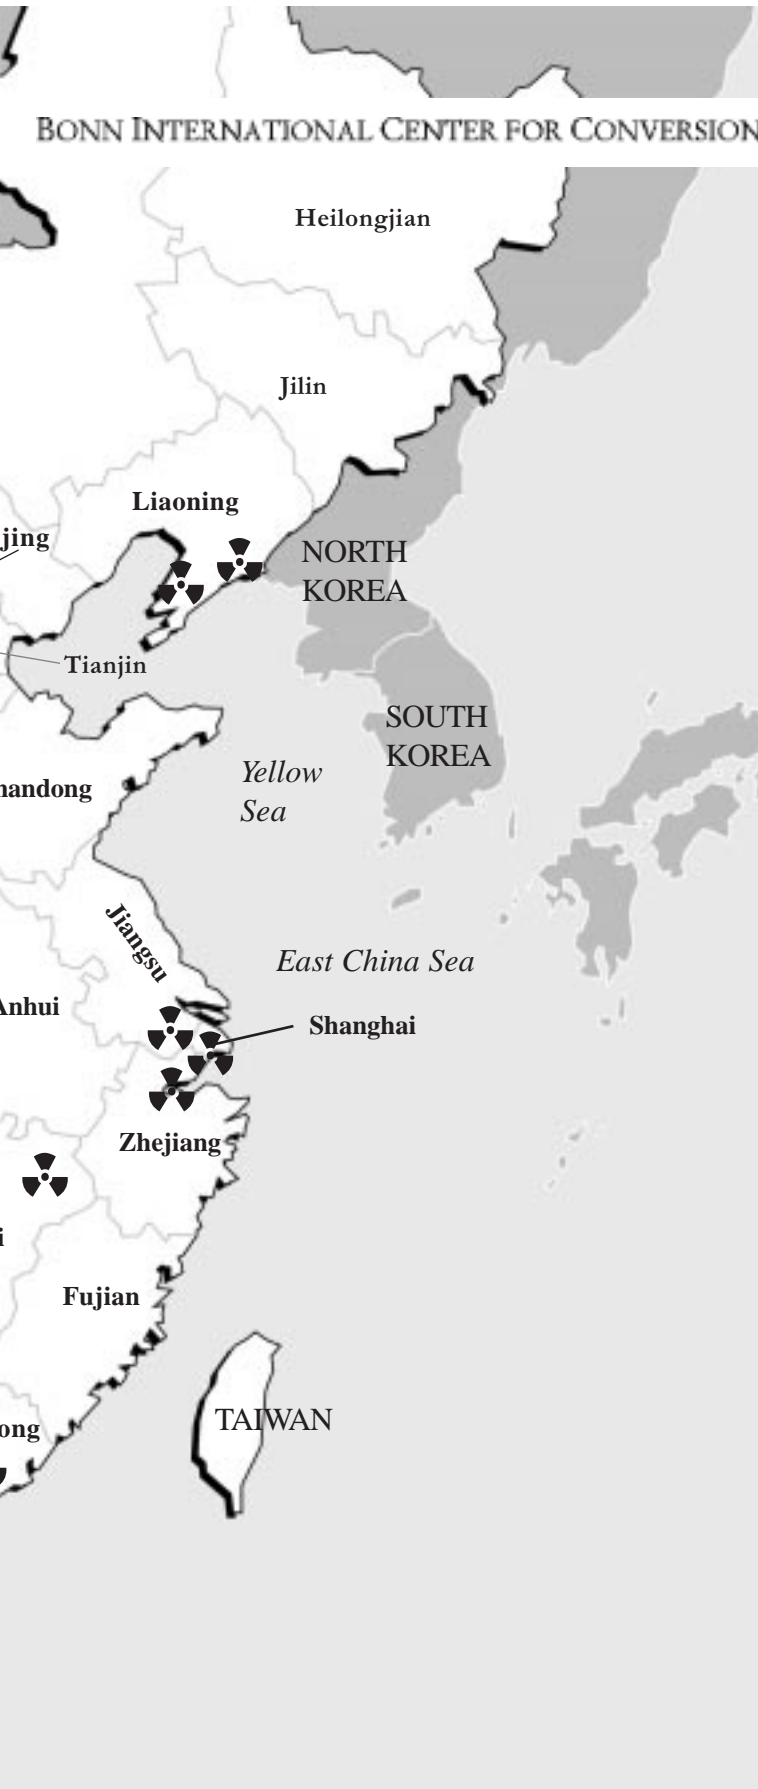 BONN INTERNATIONAL CENTER FOR CONVERSION
Heilongjian
Jilin
Liaoning
jing
NORTH
KOREA
Tianjin
SOUTH
KOREA
Yellow
Sea
handong
Jiangsu
East China Sea
Anhui
Shanghai
Zhejiang
i
Fujian
TAIWAN
ong